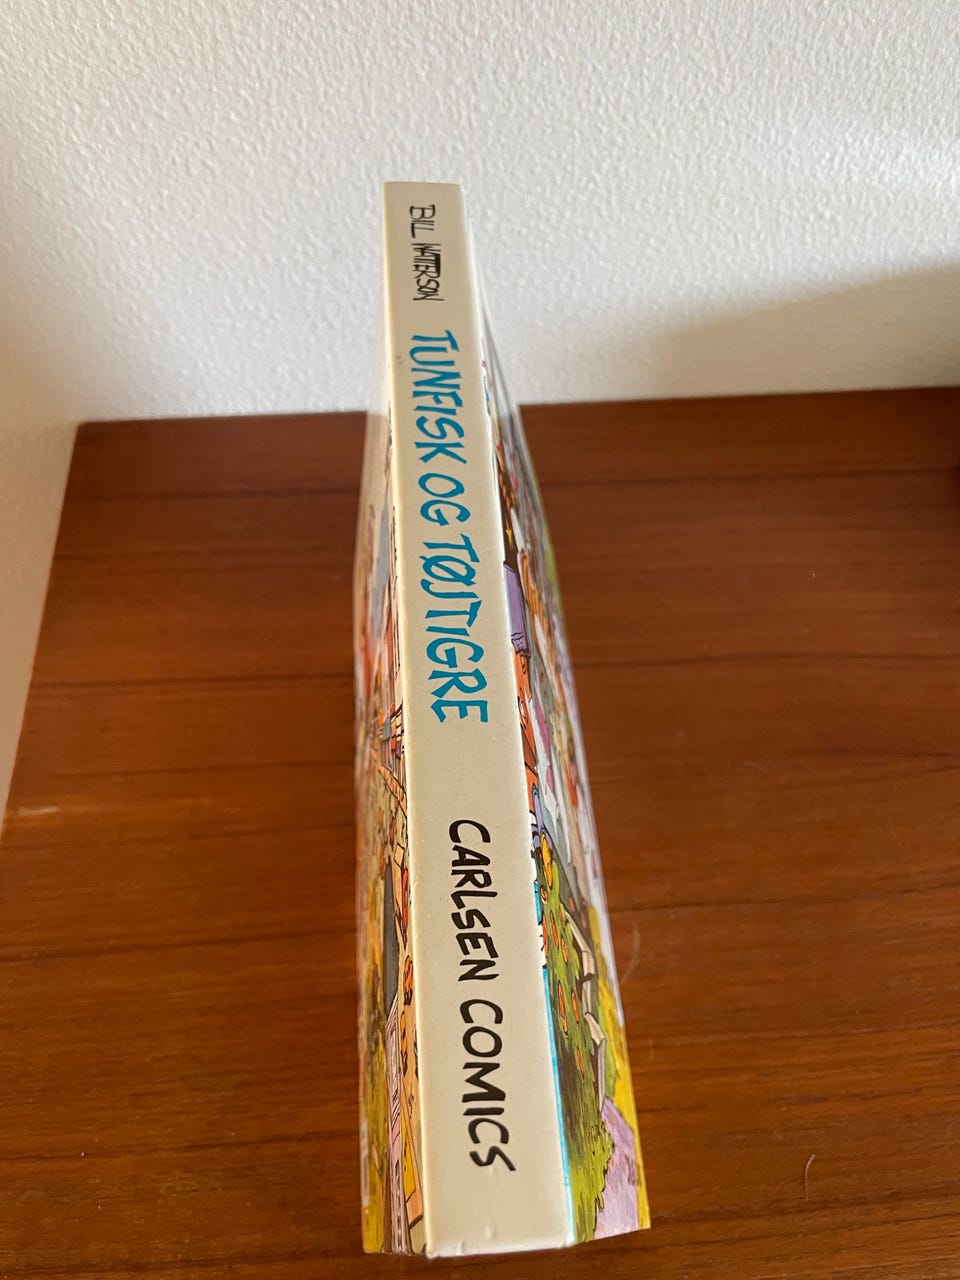 BILL WATTERSON
TUNFISK OG TØJTIGRE
CARLSEN COMICS